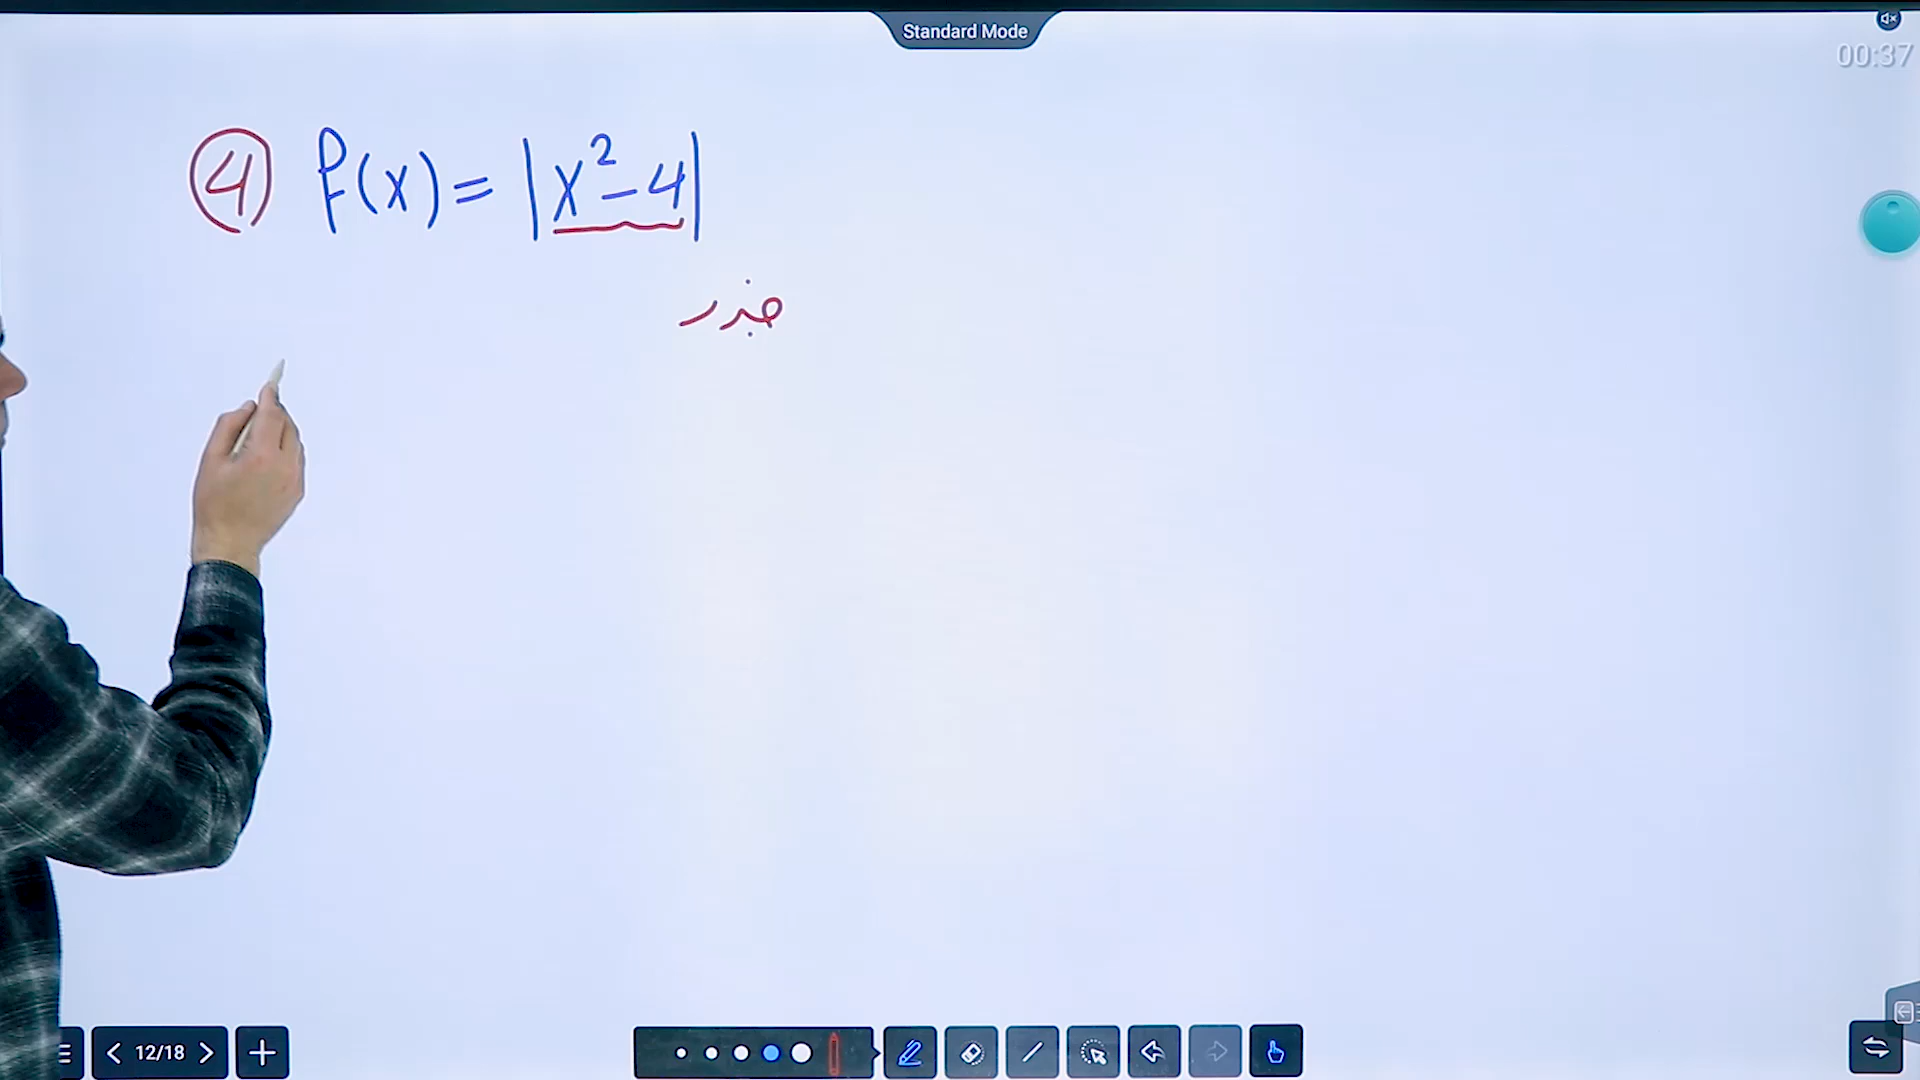 Standard Mode
00:37
④ f(x) = |x² – 4|
جذر
12/18